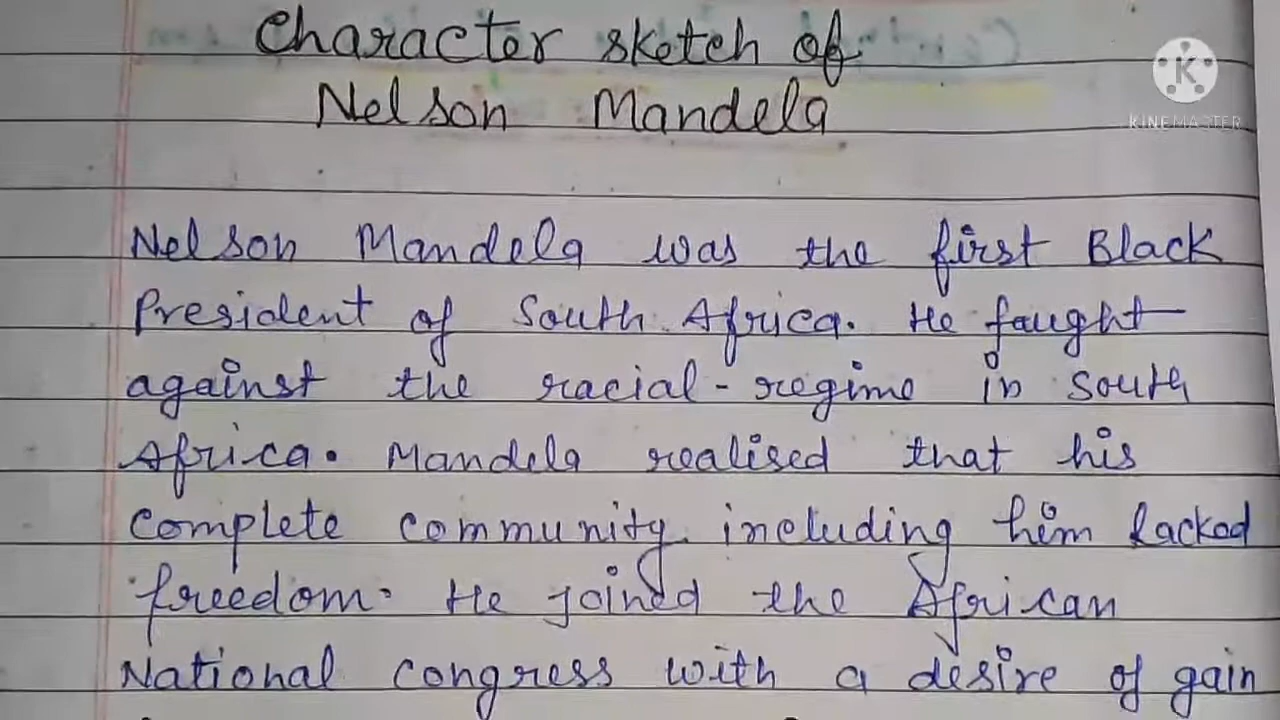 Character sketch of
Nelson Mandela
KINEMASTER
Nelson Mandela was the first Black
President of South Africa. He faught
against the racial-regime in south
Africa. Mandela realised that his
complete community including him lacked
freedom. He joined the African
National congress with a desire of gain